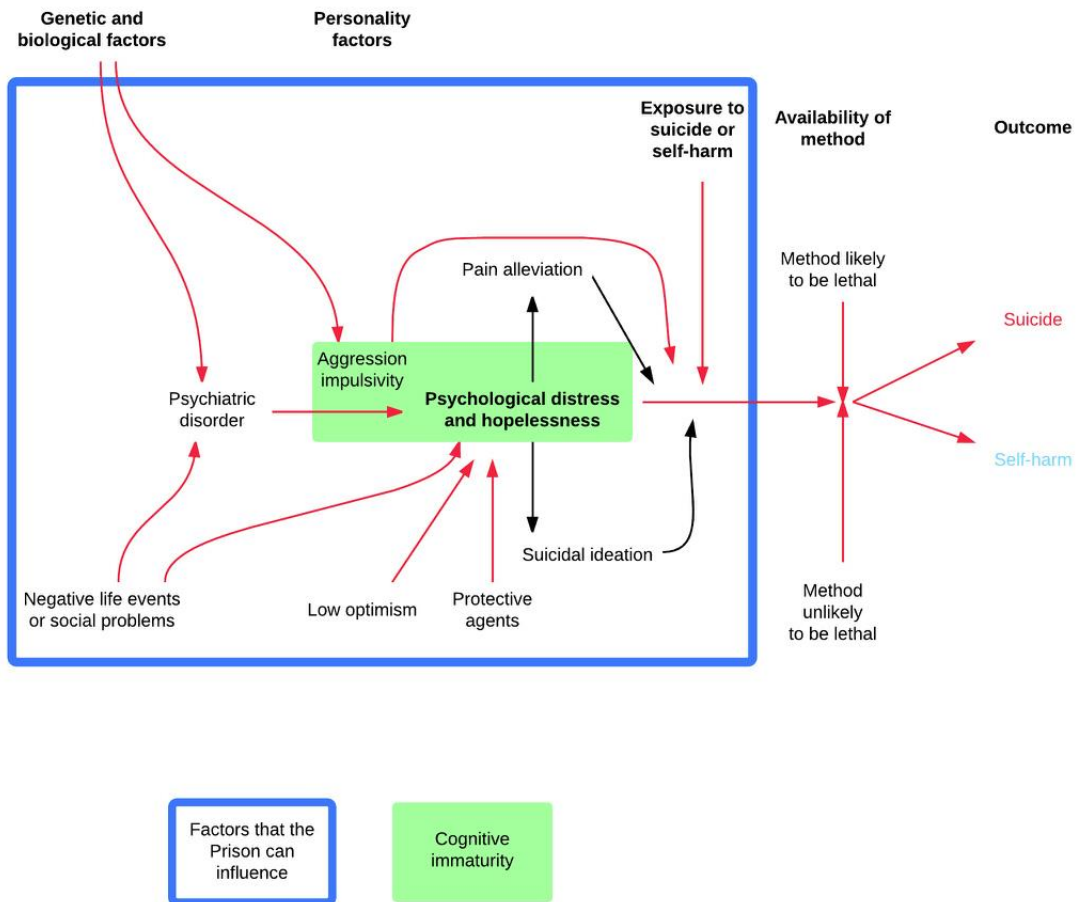 Genetic and
biological factors
Personality
factors
Exposure to
suicide or
self-harm
Availability of
method
Outcome
Pain alleviation
Method likely
to be lethal
Suicide
Aggression
impulsivity
Psychiatric
disorder
Psychological distress
and hopelessness
Self-harm
Suicidal ideation
Negative life events
or social problems
Low optimism
Protective
agents
Method
unlikely
to be lethal
Factors that the
Prison can
influence
Cognitive
immaturity